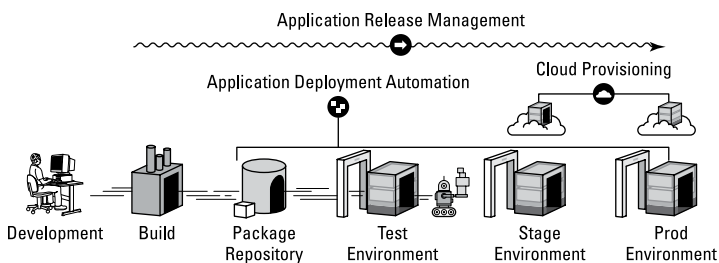 Application Release Management
Application Deployment Automation
Cloud Provisioning
Development
Build
Package
Repository
Test
Environment
Stage
Environment
Prod
Environment